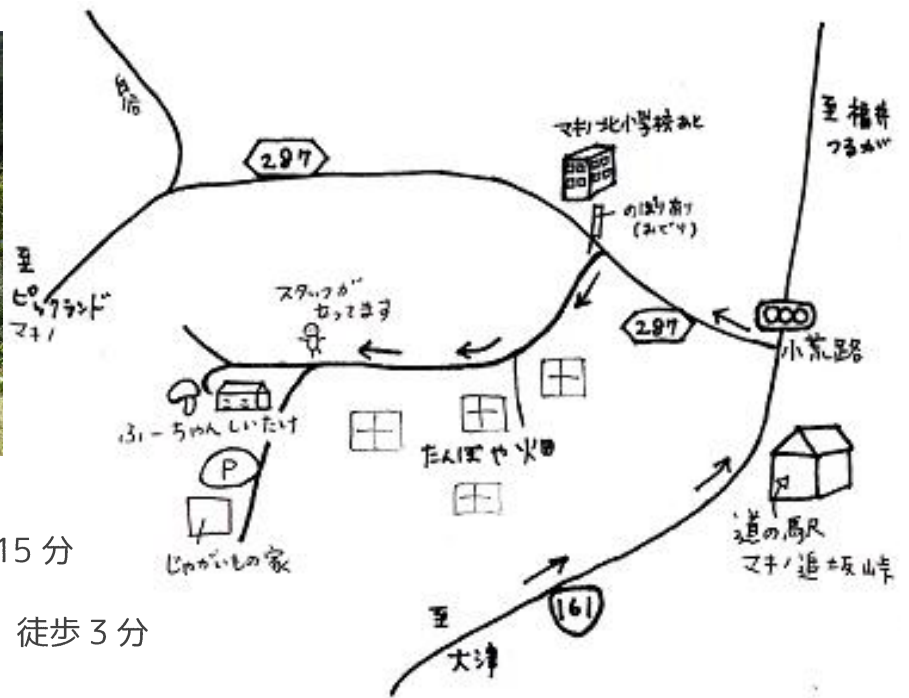 287
マキノ北小学校あと
のぼり有り
(みどり)
至 福井
つるが
至
ピックランド
マキノ
スタッフが
立ってます
287
小荒路
ふーちゃんしいたけ
たんぼや畑
P
じゃがいもの家
道の駅
マキノ追坂峠
161
至
大津
15 分
徒歩 3 分